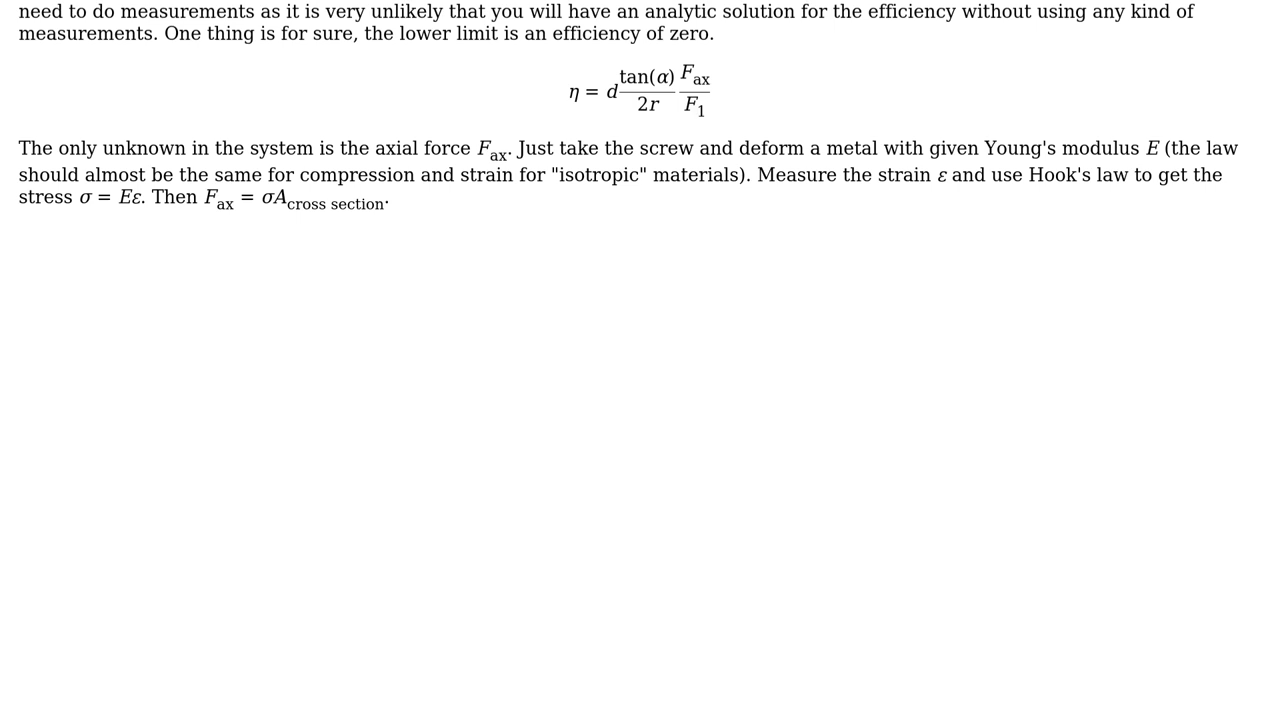 need to do measurements as it is very unlikely that you will have an analytic solution for the efficiency without using any kind of
measurements. One thing is for sure, the lower limit is an efficiency of zero.
η = d tan(α)/2r F_ax/F_1
The only unknown in the system is the axial force F_ax. Just take the screw and deform a metal with given Young's modulus E (the law
should almost be the same for compression and strain for "isotropic" materials). Measure the strain ε and use Hook's law to get the
stress σ = Eε. Then F_ax = σA_cross section.